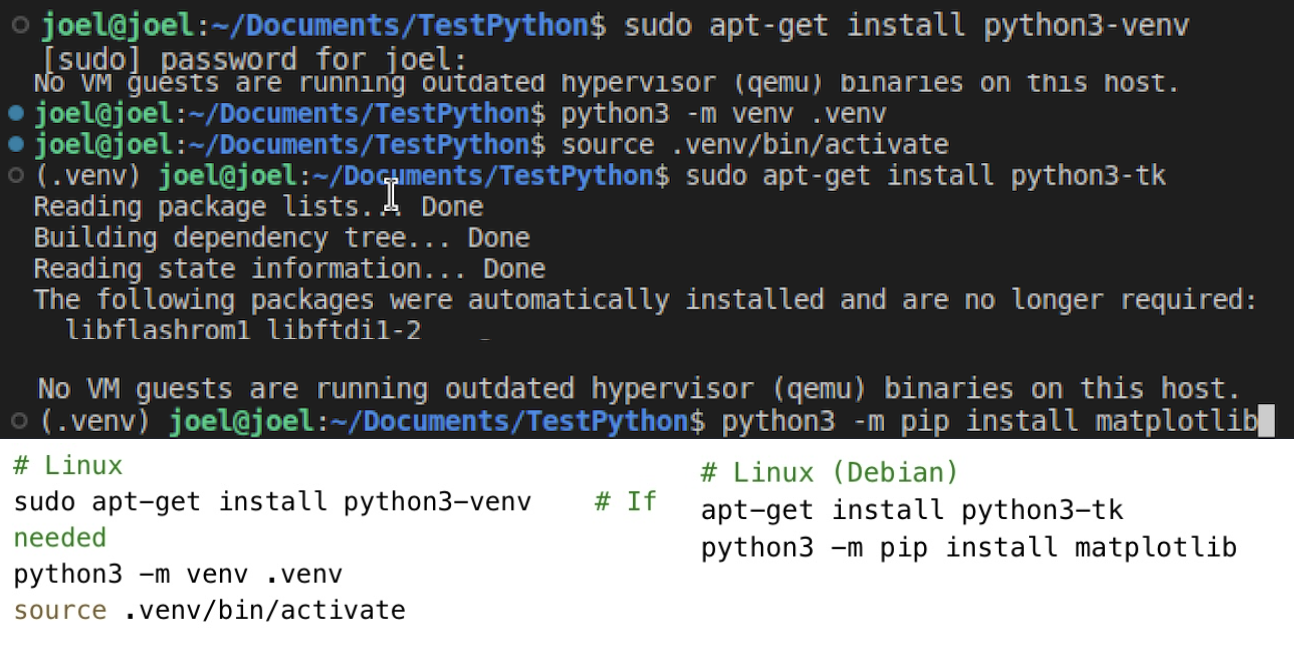 joel@joel:~/Documents/TestPython$ sudo apt-get install python3-venv
[sudo] password for joel:
No VM guests are running outdated hypervisor (qemu) binaries on this host.
joel@joel:~/Documents/TestPython$ python3 -m venv .venv
joel@joel:~/Documents/TestPython$ source .venv/bin/activate
(.venv) joel@joel:~/Documents/TestPython$ sudo apt-get install python3-tk
Reading package lists... Done
Building dependency tree... Done
Reading state information... Done
The following packages were automatically installed and are no longer required:
libflashrom1 libftdi1-2
No VM guests are running outdated hypervisor (qemu) binaries on this host.
(.venv) joel@joel:~/Documents/TestPython$ python3 -m pip install matplotlib
# Linux
sudo apt-get install python3-venv # If
needed
python3 -m venv .venv
source .venv/bin/activate
# Linux (Debian)
apt-get install python3-tk
python3 -m pip install matplotlib